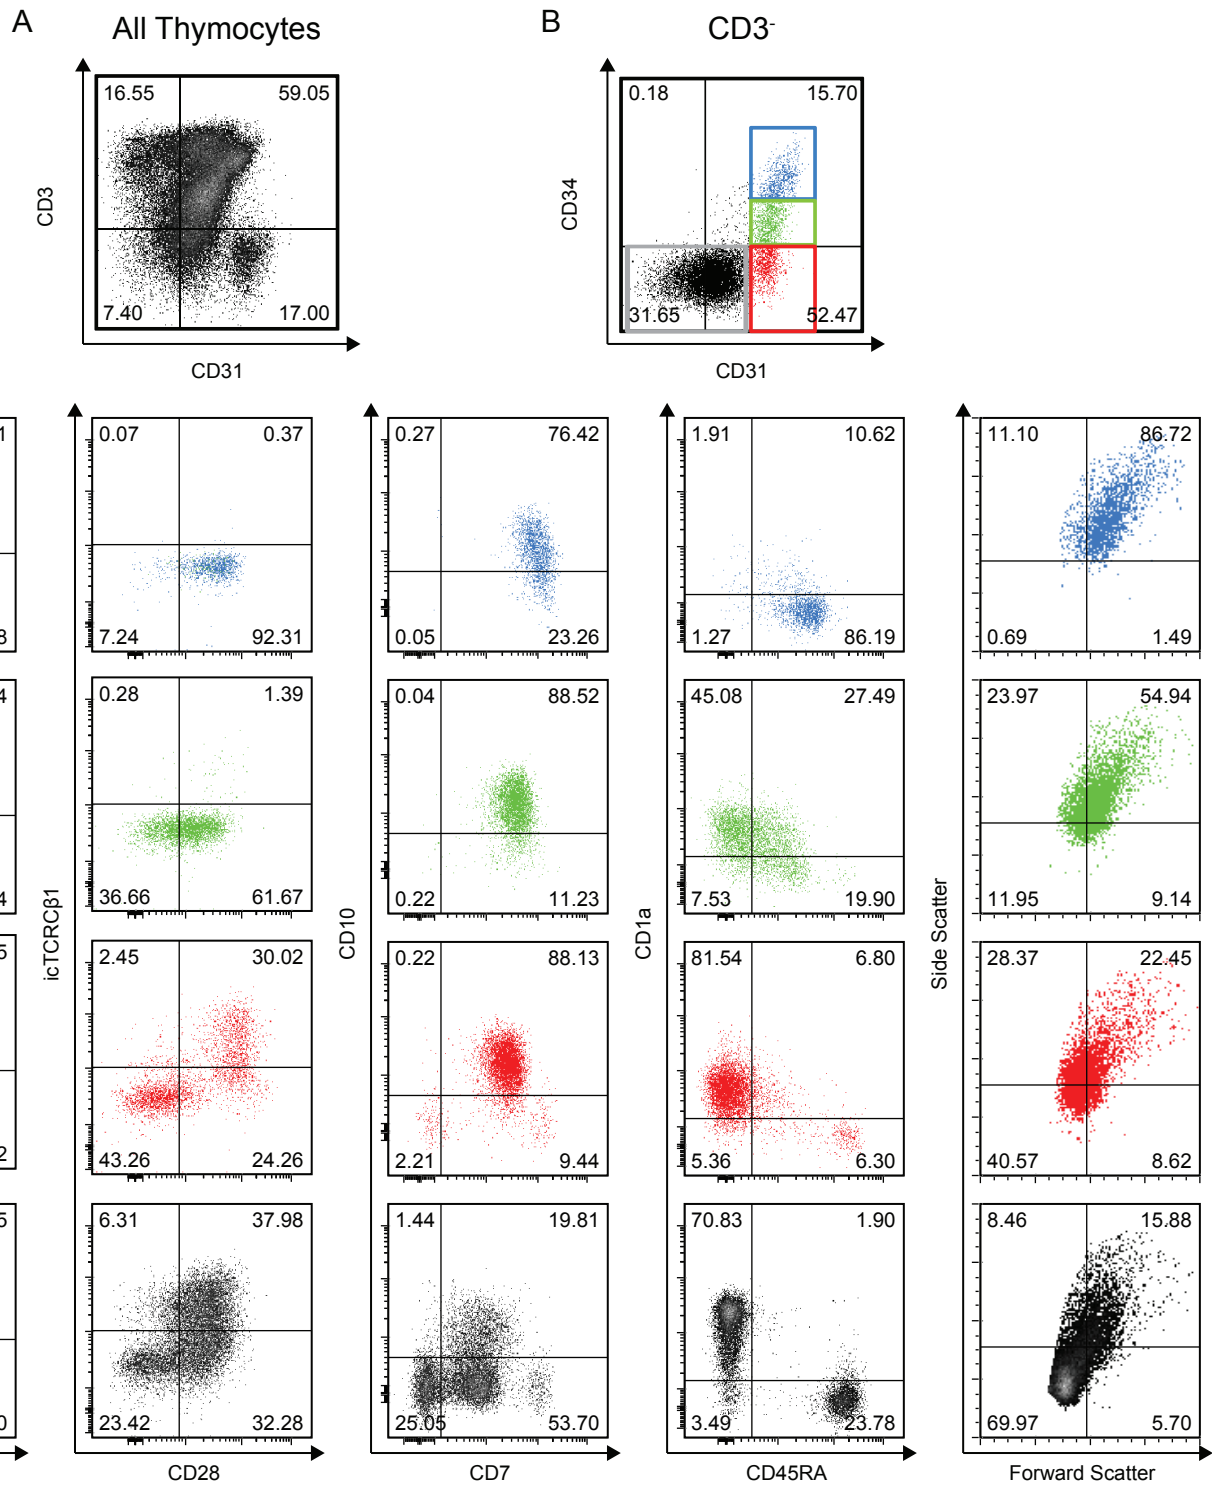 A
All Thymocytes
B
CD3-
16.55 59.05
7.40 17.00
CD3
CD31
0.18 15.70
31.65 52.47
CD34
CD31
1
8
0.07 0.37
7.24 92.31
0.27 76.42
0.05 23.26
1.91 10.62
1.27 86.19
11.10 86.72
0.69 1.49
4
4
0.28 1.39
36.66 61.67
0.04 88.52
0.22 11.23
45.08 27.49
7.53 19.90
23.97 54.94
11.95 9.14
icTCRCβ1
CD10
CD1a
Side Scatter
5
2
2.45 30.02
43.26 24.26
0.22 88.13
2.21 9.44
81.54 6.80
5.36 6.30
28.37 22.45
40.57 8.62
5
0
6.31 37.98
23.42 32.28
1.44 19.81
25.05 53.70
70.83 1.90
3.49 23.78
8.46 15.88
69.97 5.70
CD28
CD7
CD45RA
Forward Scatter